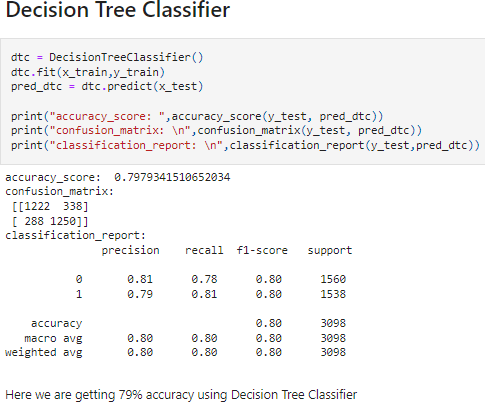 Decision Tree Classifier
dtc = DecisionTreeClassifier()
dtc.fit(x_train,y_train)
pred_dtc = dtc.predict(x_test)
print("accuracy_score: ",accuracy_score(y_test, pred_dtc))
print("confusion_matrix: \n",confusion_matrix(y_test, pred_dtc))
print("classification_report: \n",classification_report(y_test,pred_dtc))
accuracy_score:  0.7979341510652034
confusion_matrix:
[[1222  338]
[ 288 1250]]
classification_report:
precision    recall  f1-score   support
0       0.81      0.78      0.80      1560
1       0.79      0.81      0.80      1538
accuracy                           0.80      3098
macro avg       0.80      0.80      0.80      3098
weighted avg       0.80      0.80      0.80      3098
Here we are getting 79% accuracy using Decision Tree Classifier